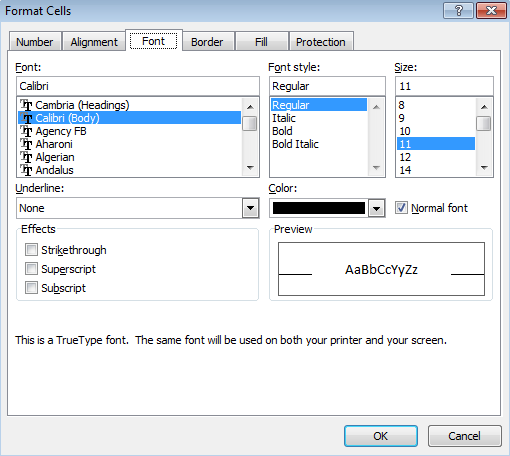 Format Cells
Number Alignment Font Border Fill Protection
Font: Font style: Size:
Calibri Regular 11
Cambria (Headings) Regular 8
Calibri (Body) Italic 9
Agency FB Bold 10
Aharoni Bold Italic 11
Algerian 12
Andalus 14
Underline: Color:
None Normal font
Effects Preview
Strikethrough
Superscript AaBbCcYyZz
Subscript
This is a TrueType font. The same font will be used on both your printer and your screen.
OK Cancel